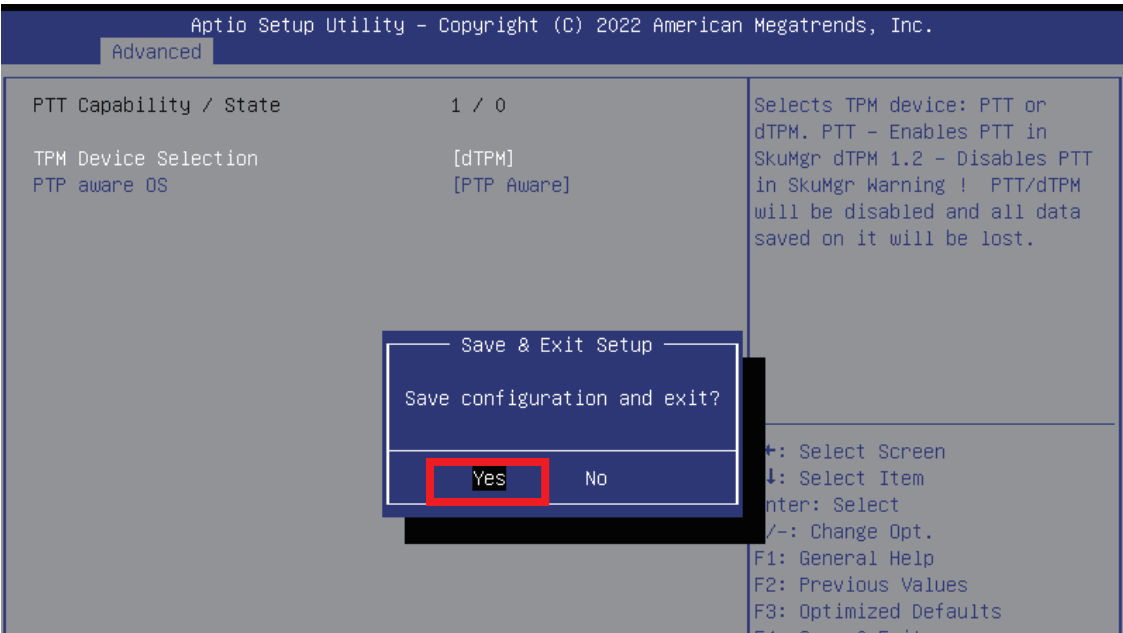 Aptio Setup Utility – Copyright (C) 2022 American Megatrends, Inc.
Advanced
PTT Capability / State 1 / 0
TPM Device Selection [dTPM]
PTP aware OS [PTP Aware]
Selects TPM device: PTT or
dTPM. PTT – Enables PTT in
SkuMgr dTPM 1.2 – Disables PTT
in SkuMgr Warning ! PTT/dTPM
will be disabled and all data
saved on it will be lost.
Save & Exit Setup
Save configuration and exit?
Yes No
: Select Screen
↓: Select Item
nter: Select
/-: Change Opt.
F1: General Help
F2: Previous Values
F3: Optimized Defaults